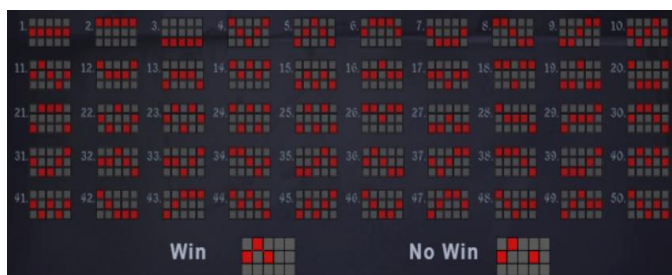 1. 2. 3. 4. 5. 6. 7. 8. 9. 10.
11. 12. 13. 14. 15. 16. 17. 18. 19. 20.
21. 22. 23. 24. 25. 26. 27. 28. 29. 30.
31. 32. 33. 34. 35. 36. 37. 38. 39. 40.
41. 42. 43. 44. 45. 46. 47. 48. 49. 50.
Win No Win